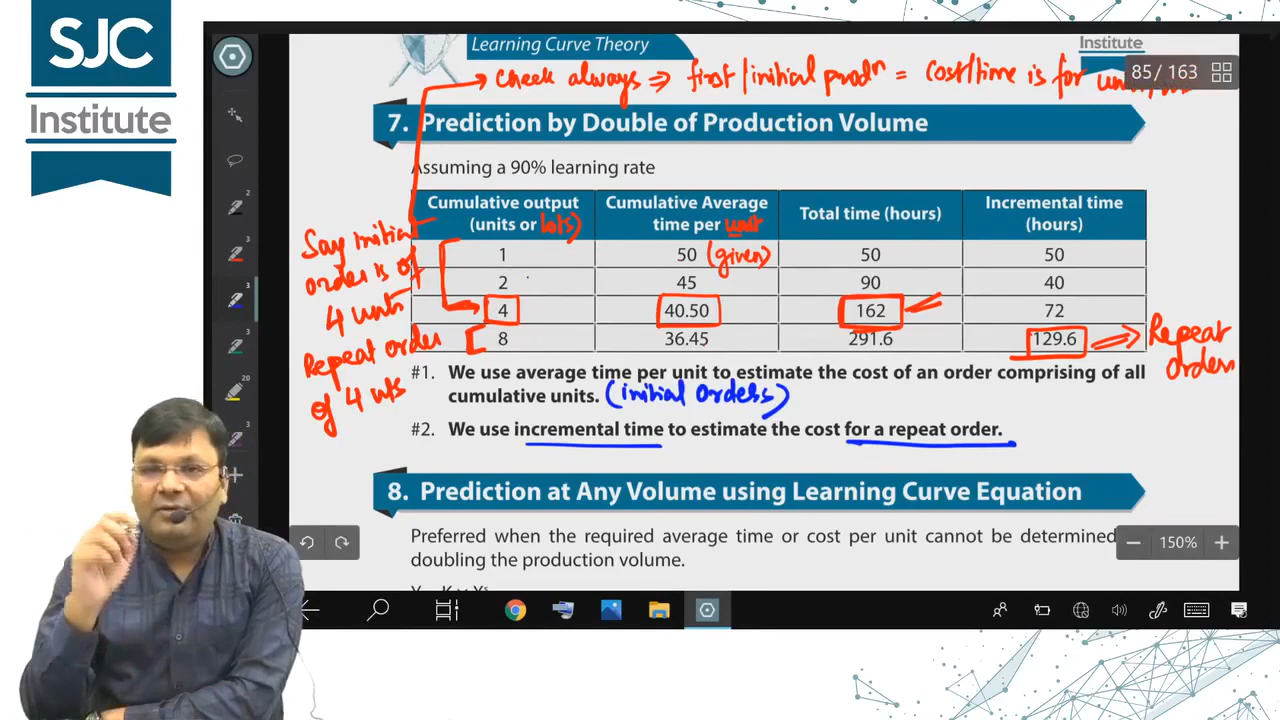 SJC
Institute
Learning Curve Theory
Institute
85 / 163
→ Check always ⇒ first/initial prodn = cost/time is for
7. Prediction by Double of Production Volume
Assuming a 90% learning rate
Cumulative output (units or lots)
Cumulative Average time per unit
Total time (hours)
Incremental time (hours)
1 50 (given) 50 50
2 45 90 40
4 40.50 162 72
8 36.45 291.6 129.6
Say initial
order is of
4 units
Repeat order
of 4 uts
Repeat
orders
#1. We use average time per unit to estimate the cost of an order comprising of all
cumulative units. (initial orders)
#2. We use incremental time to estimate the cost for a repeat order.
8. Prediction at Any Volume using Learning Curve Equation
Preferred when the required average time or cost per unit cannot be determined
doubling the production volume.
150%